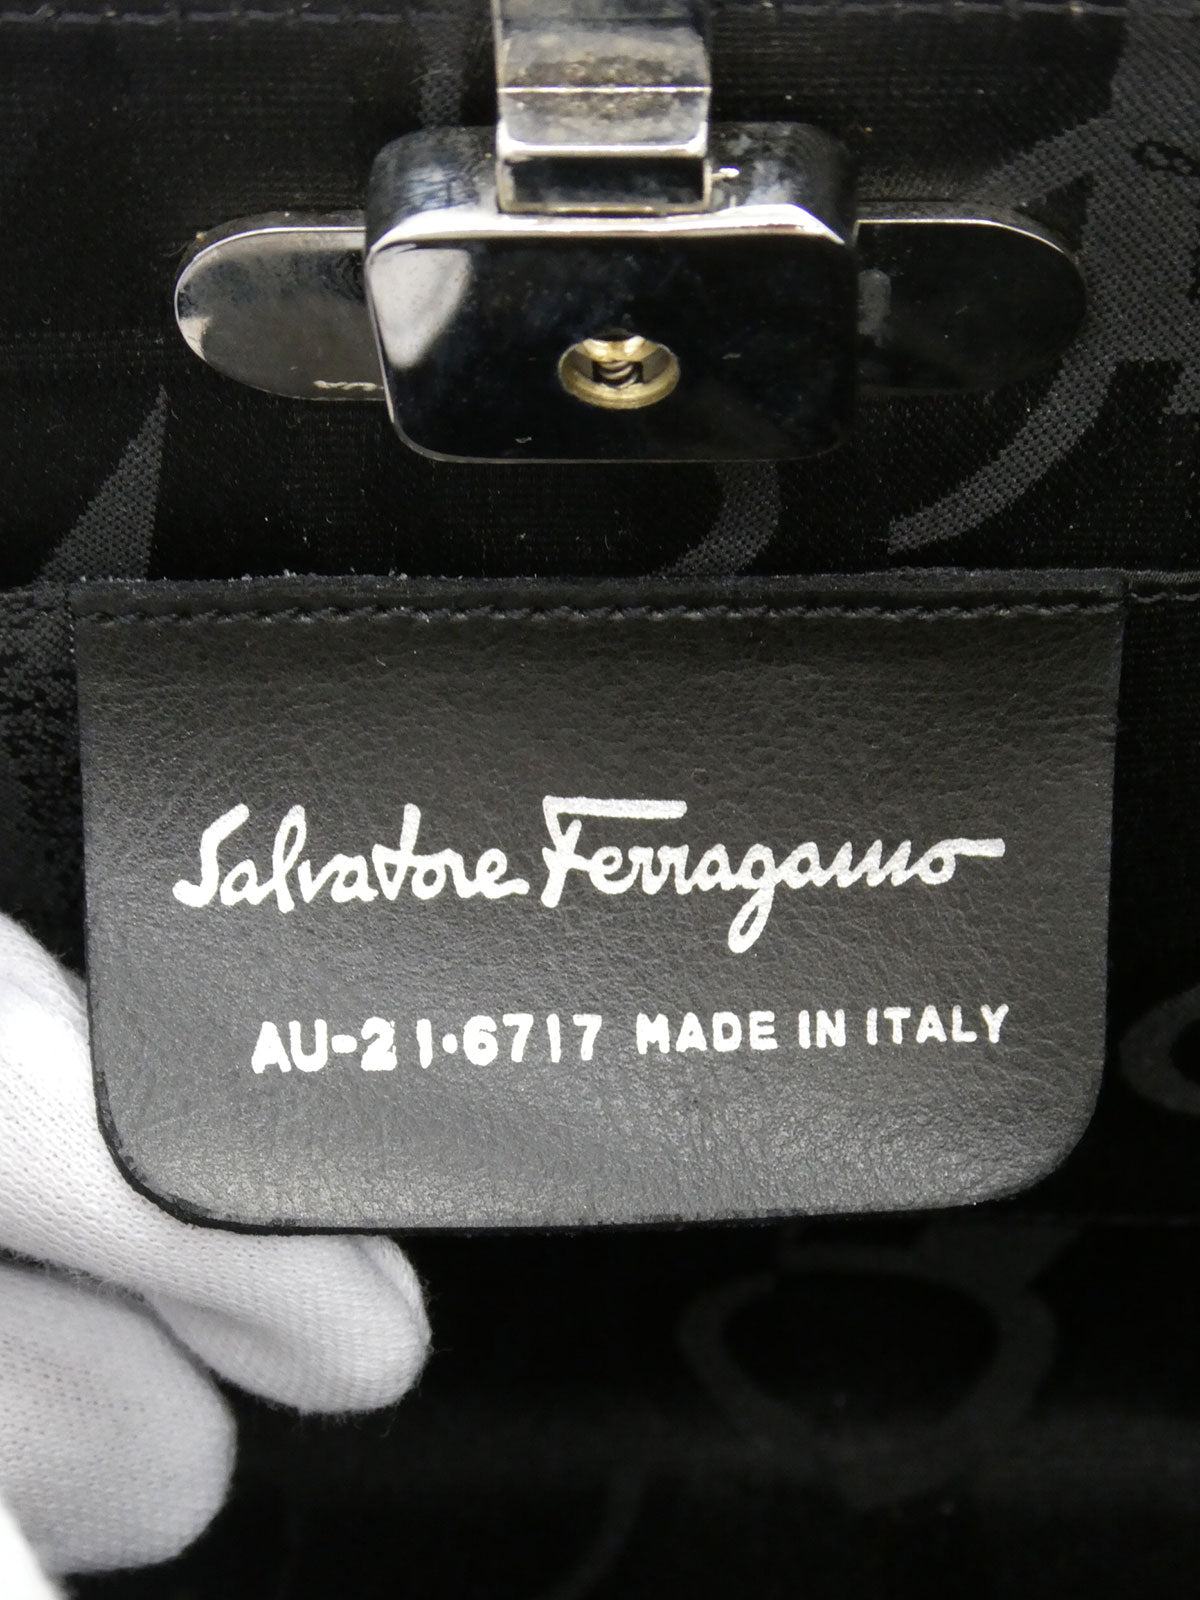 Salvatore Ferragamo
AU-21·6717 MADE IN ITALY